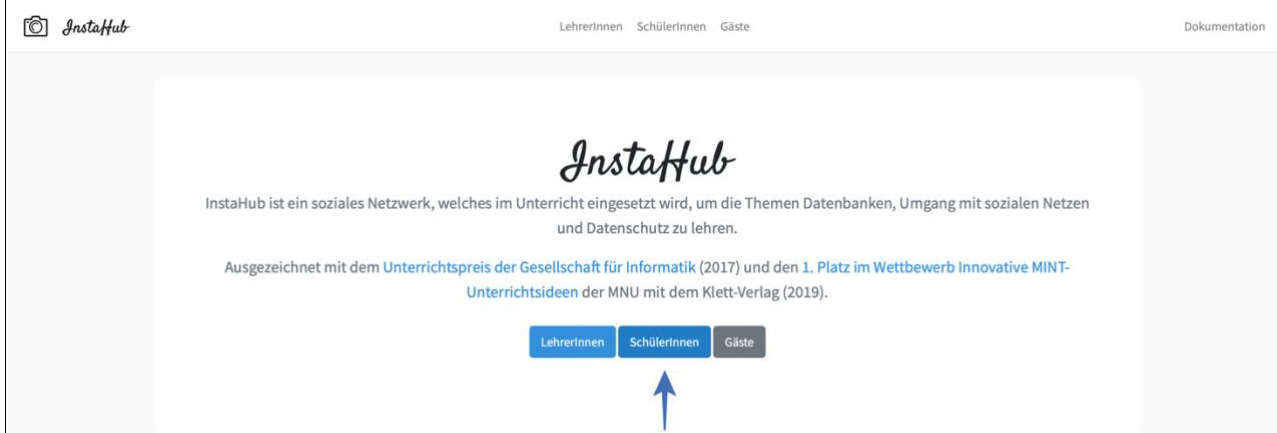 InstaHub LehrerInnen SchülerInnen Gäste Dokumentation
InstaHub
InstaHub ist ein soziales Netzwerk, welches im Unterricht eingesetzt wird, um die Themen Datenbanken, Umgang mit sozialen Netzen
und Datenschutz zu lehren.
Ausgezeichnet mit dem Unterrichtspreis der Gesellschaft für Informatik (2017) und den 1. Platz im Wettbewerb Innovative MINT-
Unterrichtsideen der MNU mit dem Klett-Verlag (2019).
LehrerInnen SchülerInnen Gäste